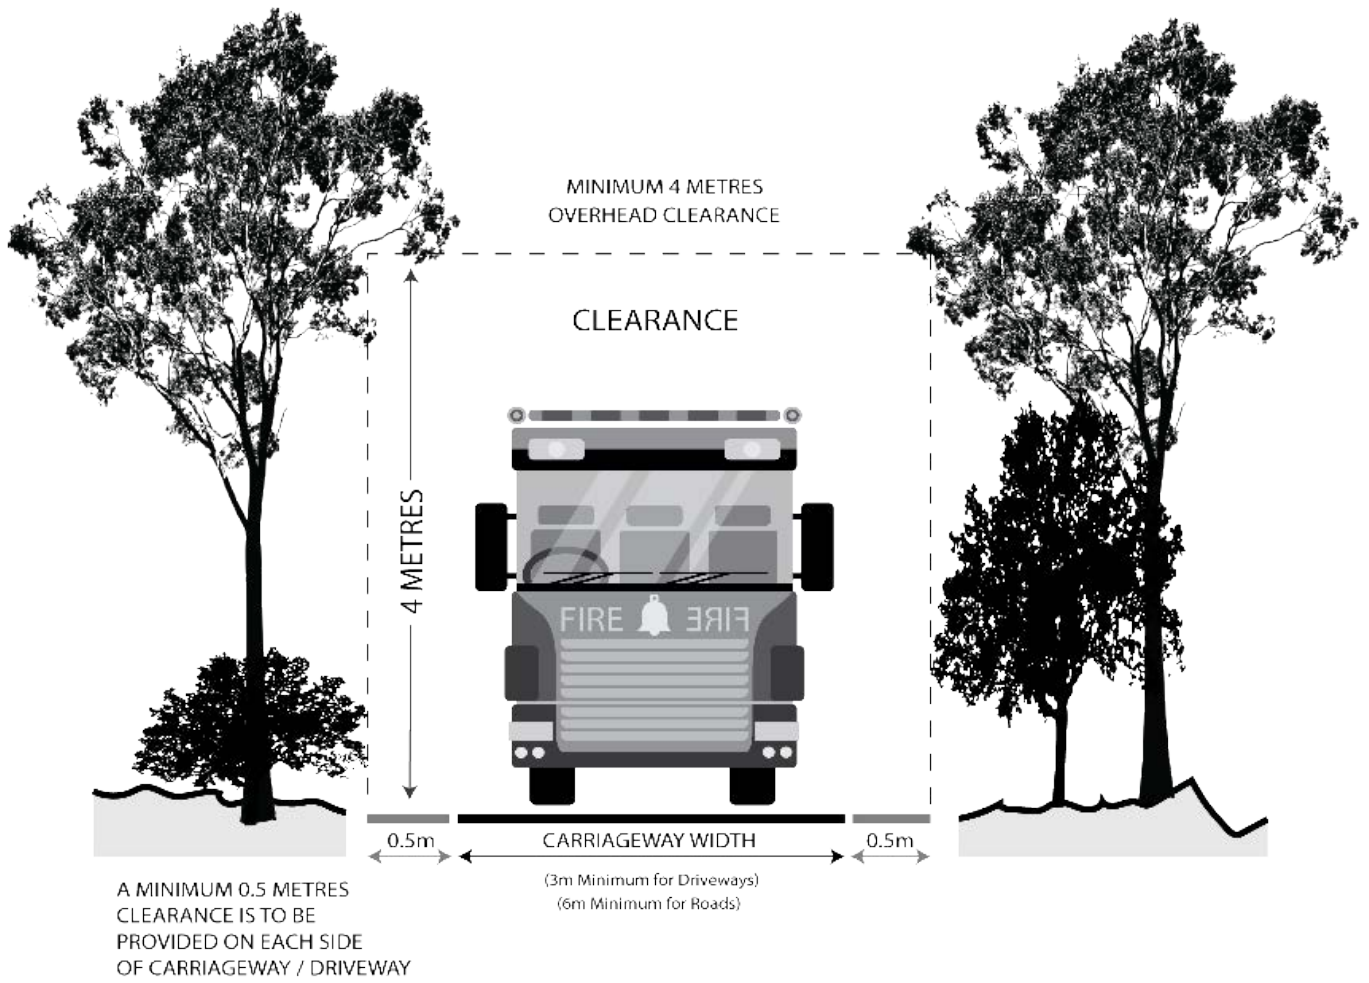 MINIMUM 4 METRES
OVERHEAD CLEARANCE
CLEARANCE
4 METRES
FIRE FIRE
0.5m
CARRIAGEWAY WIDTH
0.5m
(3m Minimum for Driveways)
(6m Minimum for Roads)
A MINIMUM 0.5 METRES
CLEARANCE IS TO BE
PROVIDED ON EACH SIDE
OF CARRIAGEWAY / DRIVEWAY